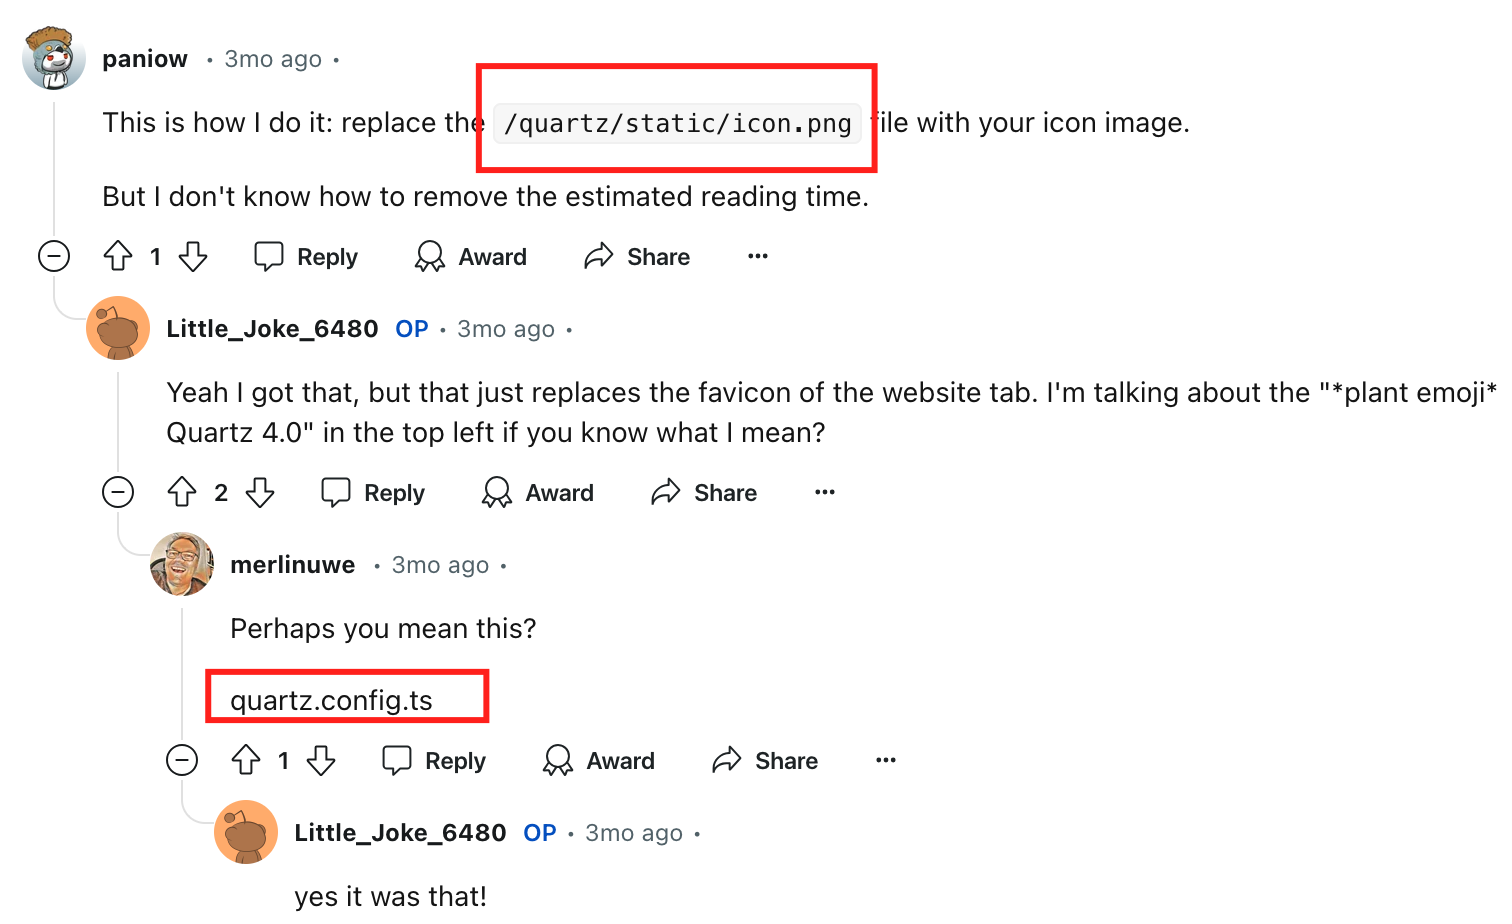 paniow • 3mo ago •
This is how I do it: replace the /quartz/static/icon.png file with your icon image.
But I don't know how to remove the estimated reading time.
1 Reply Award Share ...
Little_Joke_6480 OP • 3mo ago •
Yeah I got that, but that just replaces the favicon of the website tab. I'm talking about the "*plant emoji*
Quartz 4.0" in the top left if you know what I mean?
2 Reply Award Share ...
merlinuwe • 3mo ago •
Perhaps you mean this?
quartz.config.ts
1 Reply Award Share ...
Little_Joke_6480 OP • 3mo ago •
yes it was that!